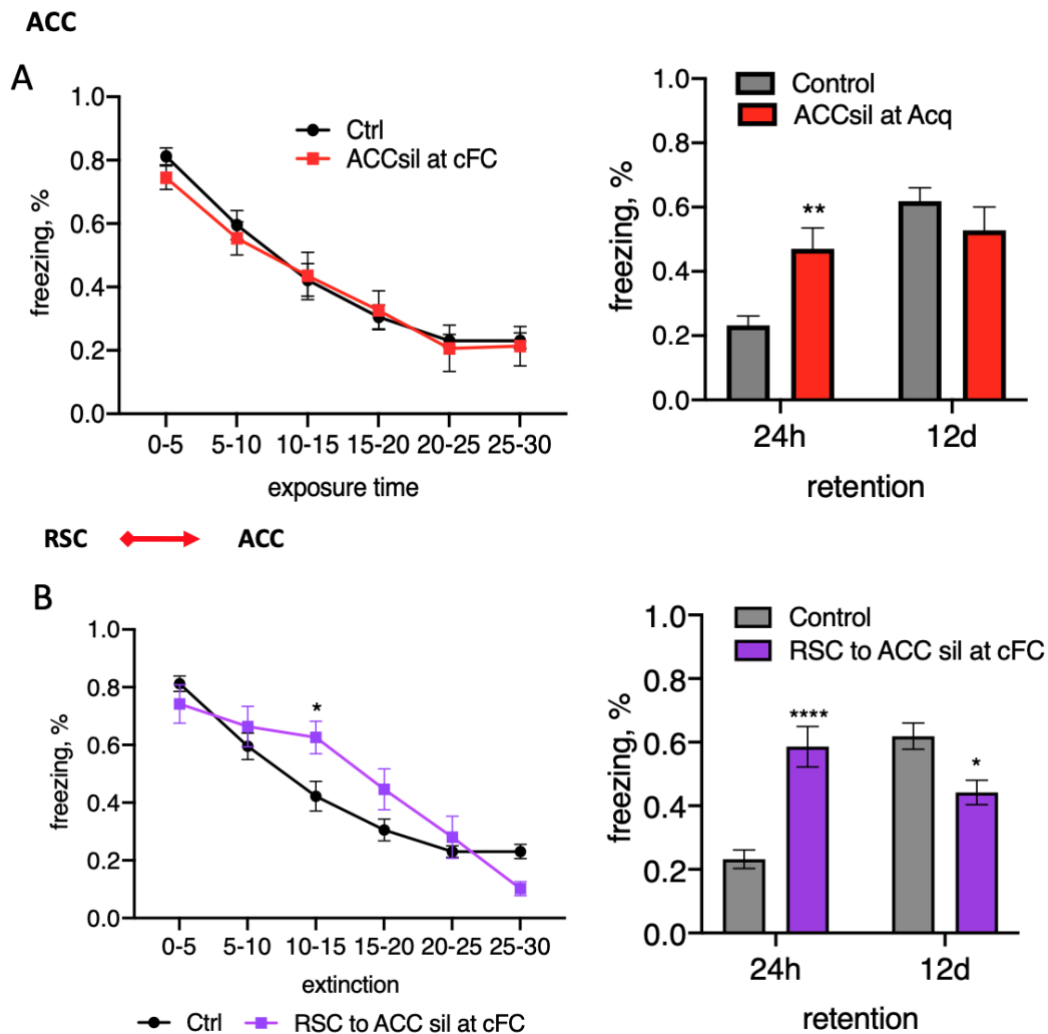 ACC
A
1.0
0.8
0.6
0.4
0.2
0.0
freezing, %
Ctrl
ACCsil at cFC
0-5 5-10 10-15 15-20 20-25 25-30
exposure time
1.0
0.8
0.6
0.4
0.2
0.0
freezing, %
Control
ACCsil at Acq
**
24h 12d
retention
RSC ACC
B
1.0
0.8
0.6
0.4
0.2
0.0
freezing, %
*
0-5 5-10 10-15 15-20 20-25 25-30
extinction
Ctrl RSC to ACC sil at cFC
1.0
0.8
0.6
0.4
0.2
0.0
freezing, %
Control
RSC to ACC sil at cFC
****
*
24h 12d
retention